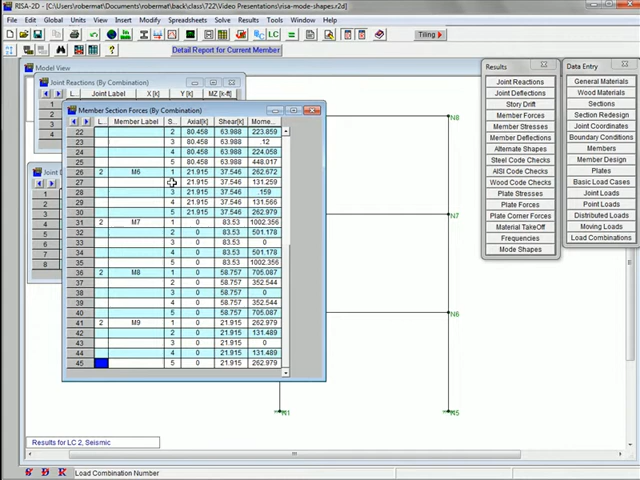 RISA-2D - [C:\Users\robermat\Documents\robermat\back\class\722\Video Presentations\risa-mode-shapes.r2d]
File Edit Global Units View Insert Modify Spreadsheets Solve Results Tools Window Help
Tiling
Detail Report for Current Member
Model View
Joint Reactions (By Combination)
L... Joint Label X [k] Y [k] MZ [k-ft]
Member Section Forces (By Combination)
L... Member Label S... Axial[k] Shear[k] Mome...
22 2 80.458 63.988 223.859
23 3 80.458 63.988 .12
24 4 80.458 63.988 224.058
25 5 80.458 63.988 448.017
26 2 M6 1 21.915 37.546 262.672
27 21.915 37.546 131.259
28 3 21.915 37.546 .159
29 4 21.915 37.546 131.566
30 5 21.915 37.546 262.979
31 2 M7 1 0 83.53 1002.356
32 2 0 83.53 501.178
33 3 0 83.53 0
34 4 0 83.53 501.178
35 5 0 83.53 1002.356
36 2 M8 1 0 58.757 705.087
37 2 0 58.757 352.544
38 3 0 58.757 0
39 4 0 58.757 352.544
40 5 0 58.757 705.087
41 2 M9 1 0 21.915 262.979
42 2 0 21.915 131.489
43 3 0 21.915 0
44 4 0 21.915 131.489
45 5 0 21.915 262.979
Joint D
N8
N7
N6
N1
N5
Results
Joint Reactions
Joint Deflections
Story Drift
Member Forces
Member Stresses
Member Deflections
Alternate Shapes
Steel Code Checks
AISI Code Checks
Wood Code Checks
Plate Stresses
Plate Forces
Plate Corner Forces
Material TakeOff
Frequencies
Mode Shapes
Data Entry
General Materials
Wood Materials
Sections
Section Redesign
Joint Coordinates
Boundary Conditions
Members
Member Design
Plates
Basic Load Cases
Joint Loads
Point Loads
Distributed Loads
Moving Loads
Load Combinations
Results for LC 2, Seismic
S D R Load Combination Number